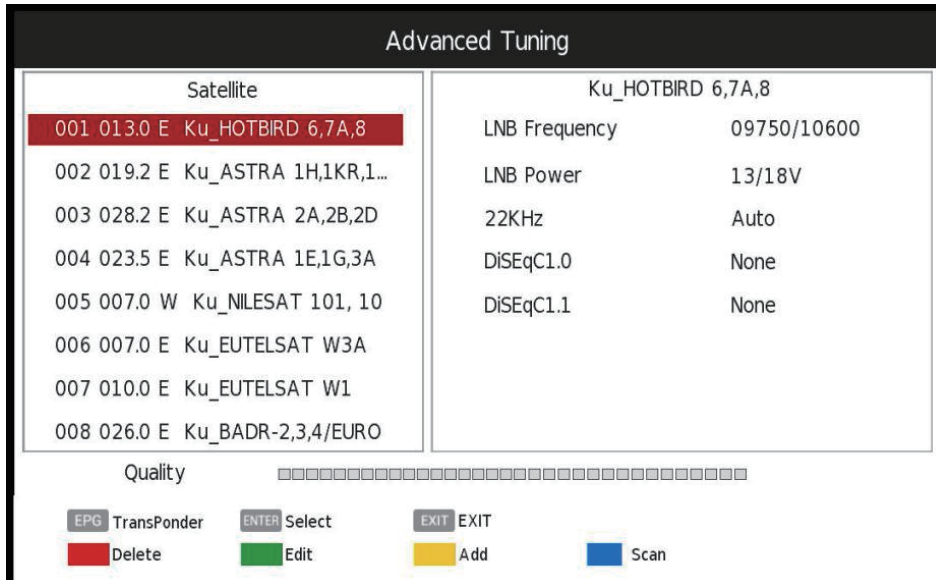 Advanced Tuning
Satellite
001 013.0 E Ku_HOTBIRD 6,7A,8
002 019.2 E Ku_ASTRA 1H,1KR,1...
003 028.2 E Ku_ASTRA 2A,2B,2D
004 023.5 E Ku_ASTRA 1E,1G,3A
005 007.0 W Ku_NILESAT 101, 10
006 007.0 E Ku_EUTELSAT W3A
007 010.0 E Ku_EUTELSAT W1
008 026.0 E Ku_BADR-2,3,4/EURO
Ku_HOTBIRD 6,7A,8
LNB Frequency 09750/10600
LNB Power 13/18V
22KHz Auto
DiSEqC1.0 None
DiSEqC1.1 None
Quality
EPG TransPonder ENTER Select EXIT EXIT
Delete Edit Add Scan